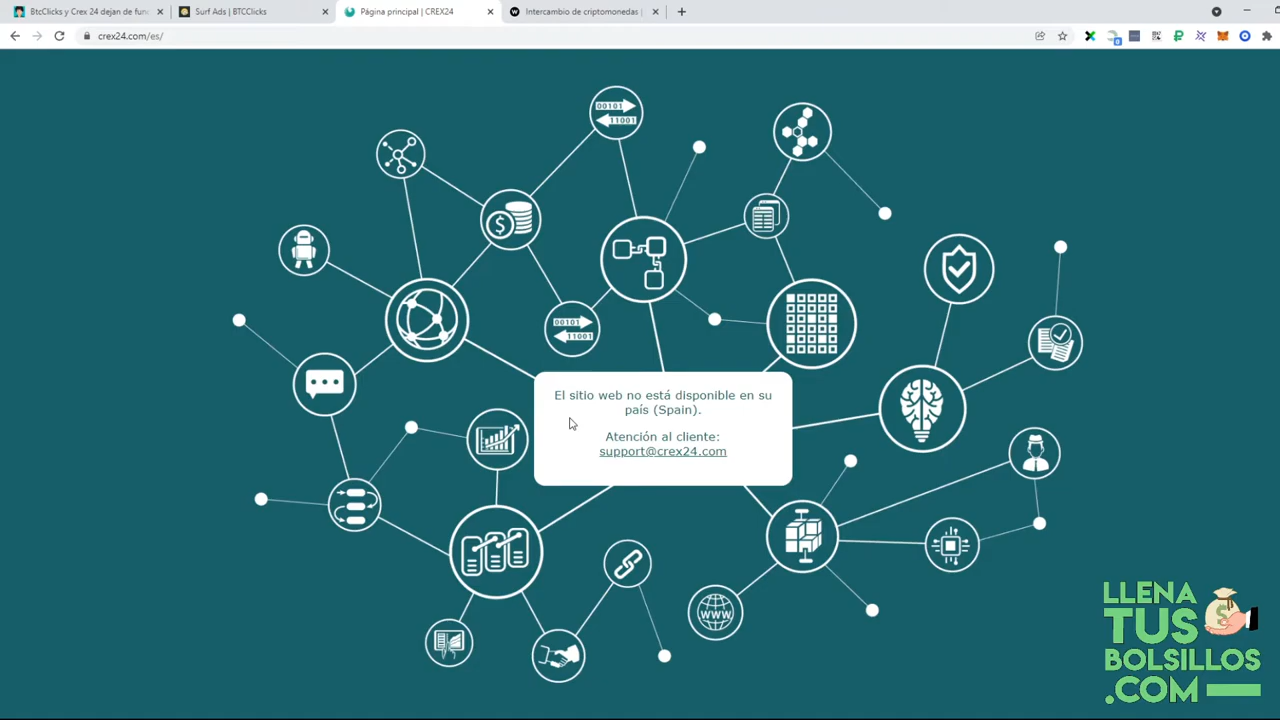 BtcClicks y Crex 24 dejan de fun
Surf Ads | BTCClicks
Página principal | CREX24
Intercambio de criptomonedas |
crex24.com/es/
00101
11001
$
00101
11001
El sitio web no está disponible en su
país (Spain).
Atención al cliente:
support@crex24.com
WWW
LLENA
TUS
BOLSILLOS
.COM